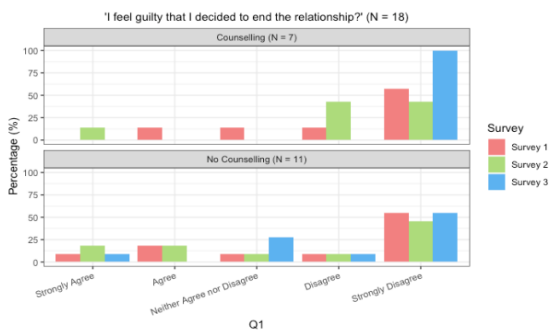 'I feel guilty that I decided to end the relationship?' (N = 18)
Counselling (N = 7)
100
75
50
25
0
No Counselling (N = 11)
100
75
50
25
0
Percentage (%)
Strongly Agree
Agree
Neither Agree nor Disagree
Disagree
Strongly Disagree
Q1
Survey
Survey 1
Survey 2
Survey 3